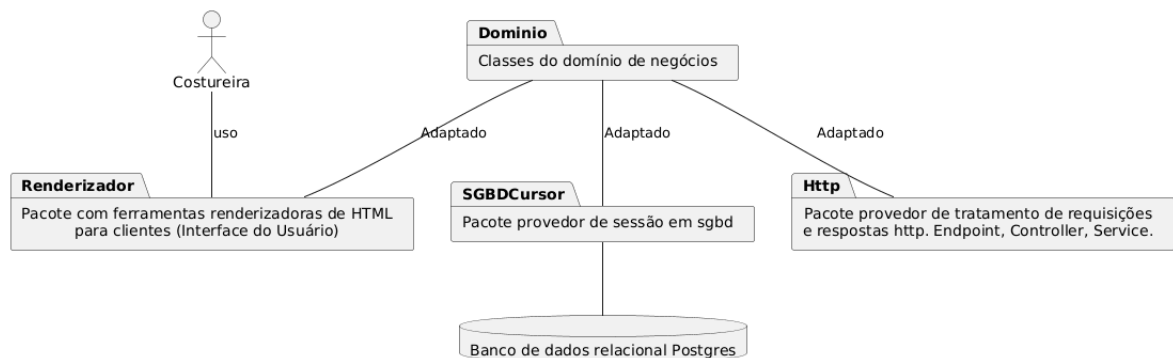 Dominio
Classes do domínio de negócios
Costureira
uso
Adaptado
Adaptado
Adaptado
Renderizador
Pacote com ferramentas renderizadoras de HTML
para clientes (Interface do Usuário)
SGBDCursor
Pacote provedor de sessão em sgbd
Http
Pacote provedor de tratamento de requisições
e respostas http. Endpoint, Controller, Service.
Banco de dados relacional Postgres